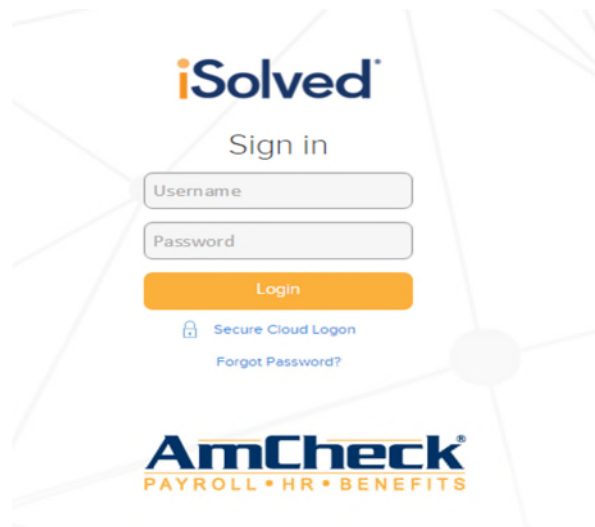 iSolved®
Sign in
Username
Password
Login
Secure Cloud Logon
Forgot Password?
AmCheck®
PAYROLL • HR • BENEFITS